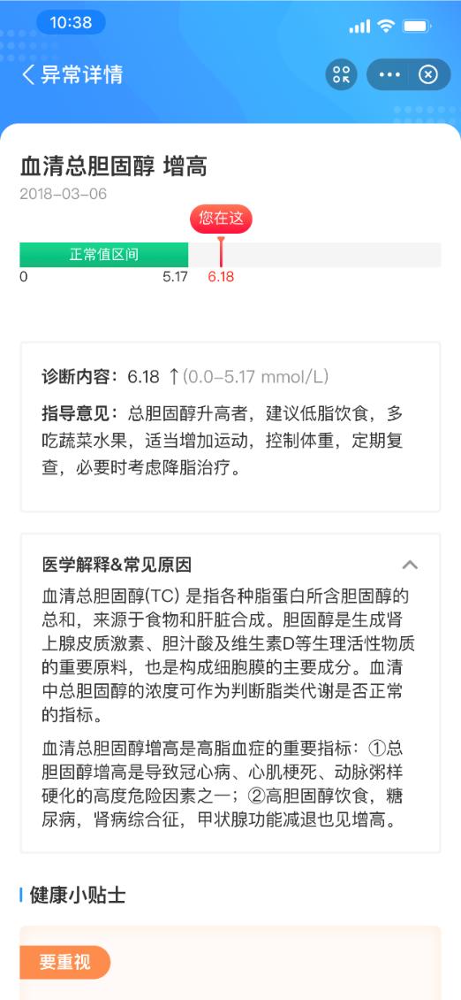 10:38
异常详情
血清总胆固醇 增高
2018-03-06
您在这
正常值区间
0 5.17 6.18
诊断内容：6.18 ↑(0.0-5.17 mmol/L)
指导意见：总胆固醇升高者，建议低脂饮食，多
吃蔬菜水果，适当增加运动，控制体重，定期复
查，必要时考虑降脂治疗。
医学解释&常见原因
血清总胆固醇(TC) 是指各种脂蛋白所含胆固醇的
总和，来源于食物和肝脏合成。胆固醇是生成肾
上腺皮质激素、胆汁酸及维生素D等生理活性物质
的重要原料，也是构成细胞膜的主要成分。血清
中总胆固醇的浓度可作为判断脂类代谢是否正常
的指标。
血清总胆固醇增高是高脂血症的重要指标：①总
胆固醇增高是导致冠心病、心肌梗死、动脉粥样
硬化的高度危险因素之一；②高胆固醇饮食，糖
尿病，肾病综合征，甲状腺功能减退也见增高。
健康小贴士
要重视